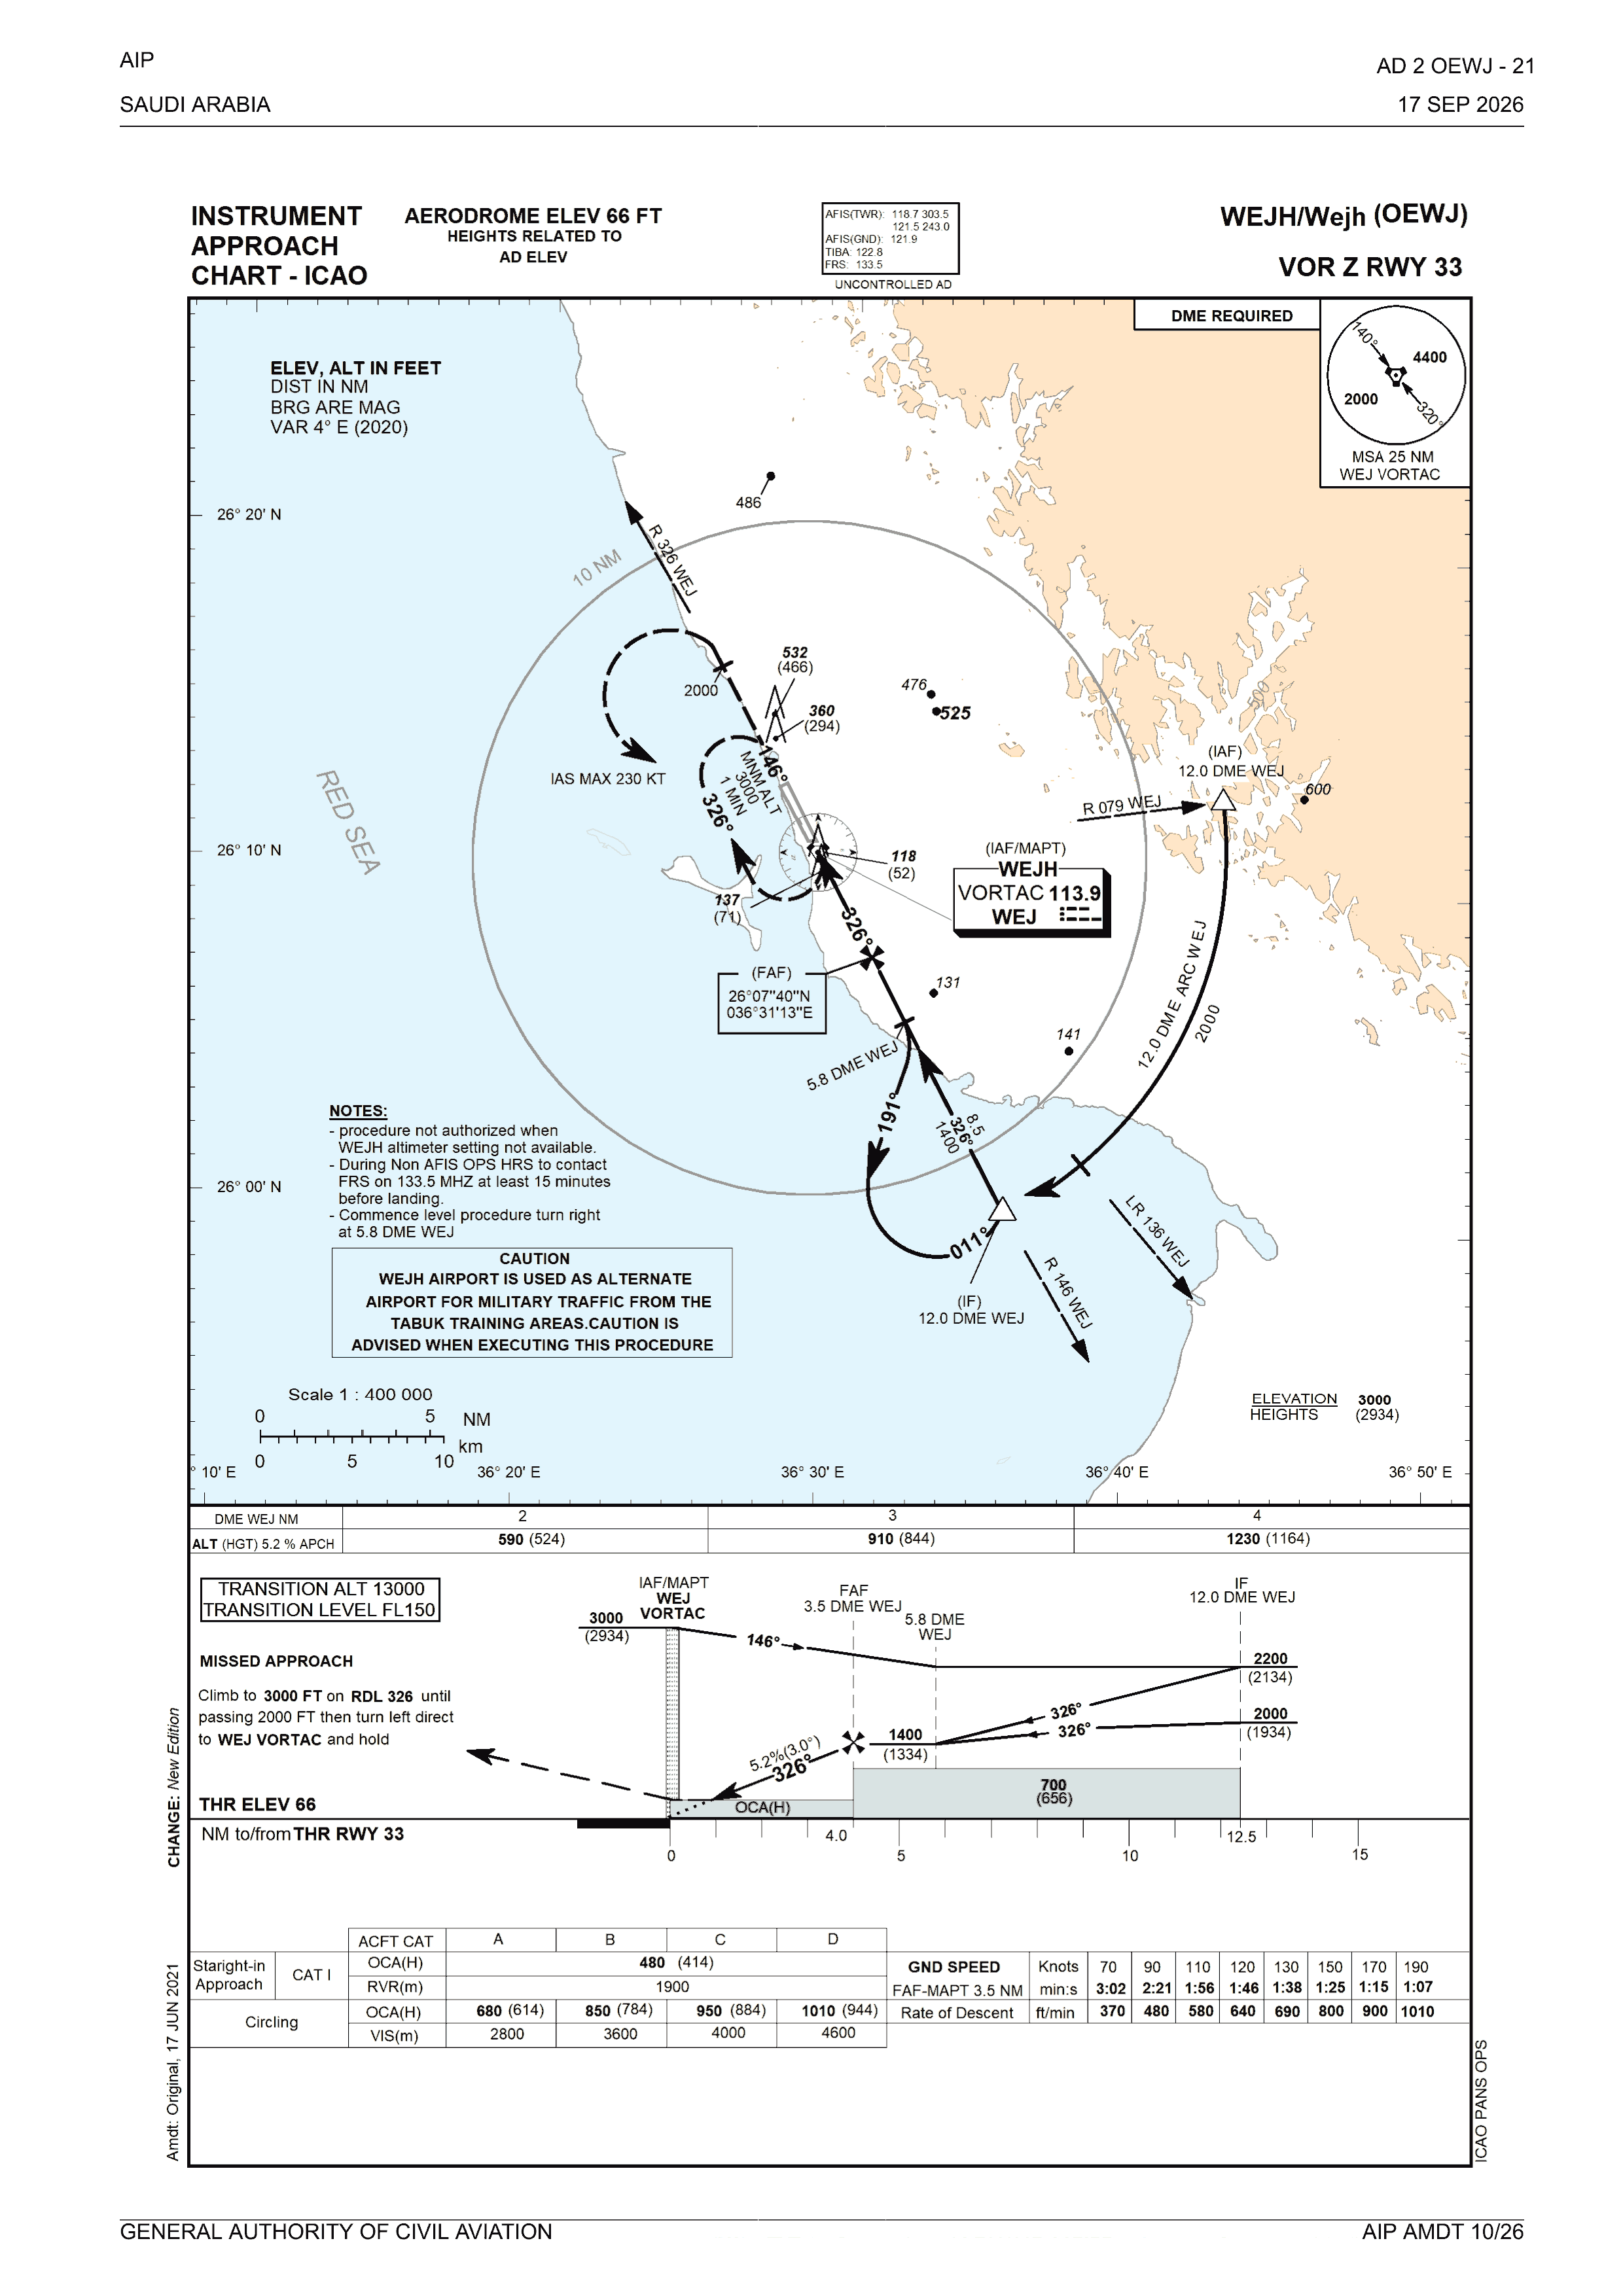 AIP
AD 2 OEWJ - 21
SAUDI ARABIA
17 SEP 2026
INSTRUMENT
APPROACH
CHART - ICAO
AERODROME ELEV 66 FT
HEIGHTS RELATED TO
AD ELEV
AFIS(TWR): 118.7 303.5
121.5 243.0
AFIS(GND): 121.9
TIBA: 122.8
FRS: 133.5
UNCONTROLLED AD
WEJH/Wejh (OEWJ)
VOR Z RWY 33
DME REQUIRED
140°
4400
2000
320°
MSA 25 NM
WEJ VORTAC
ELEV, ALT IN FEET
DIST IN NM
BRG ARE MAG
VAR 4° E (2020)
486
26° 20' N
R 326 WEJ
10 NM
532
(466)
2000
476
525
360
(294)
500
(IAF)
12.0 DME WEJ
IAS MAX 230 KT
146°
MNM ALT
3000
1 MIN
326°
600
R 079 WEJ
RED SEA
26° 10' N
118
(52)
(IAF/MAPT)
WEJH
VORTAC 113.9
WEJ
137
(71)
326°
(FAF)
26°07"40"N
036°31'13"E
131
12.0 DME ARC WEJ
2000
141
5.8 DME WEJ
191°
8.5
326°
1400
NOTES:
- procedure not authorized when
WEJH altimeter setting not available.
- During Non AFIS OPS HRS to contact
FRS on 133.5 MHZ at least 15 minutes
before landing.
- Commence level procedure turn right
at 5.8 DME WEJ
26° 00' N
LR 136 WEJ
011°
R 146 WEJ
(IF)
12.0 DME WEJ
CAUTION
WEJH AIRPORT IS USED AS ALTERNATE
AIRPORT FOR MILITARY TRAFFIC FROM THE
TABUK TRAINING AREAS.CAUTION IS
ADVISED WHEN EXECUTING THIS PROCEDURE
Scale 1 : 400 000
0 5 NM
0 5 10 km
ELEVATION 3000
HEIGHTS (2934)
° 10' E 36° 20' E 36° 30' E 36° 40' E 36° 50' E
DME WEJ NM 2 3 4
ALT (HGT) 5.2 % APCH 590 (524) 910 (844) 1230 (1164)
TRANSITION ALT 13000
TRANSITION LEVEL FL150
IAF/MAPT
WEJ
VORTAC
3000
(2934)
146°
FAF
3.5 DME WEJ
5.8 DME
WEJ
IF
12.0 DME WEJ
2200
(2134)
2000
(1934)
326°
326°
1400
(1334)
5.2%(3.0°)
326°
700
(656)
OCA(H)
MISSED APPROACH
Climb to 3000 FT on RDL 326 until
passing 2000 FT then turn left direct
to WEJ VORTAC and hold
THR ELEV 66
NM to/from THR RWY 33
4.0 12.5
0 5 10 15
CHANGE: New Edition
Amdt: Original, 17 JUN 2021
ACFT CAT A B C D
Staright-in
Approach
CAT I
OCA(H) 480 (414)
RVR(m) 1900
Circling
OCA(H) 680 (614) 850 (784) 950 (884) 1010 (944)
VIS(m) 2800 3600 4000 4600
GND SPEED Knots 70 90 110 120 130 150 170 190
FAF-MAPT 3.5 NM min:s 3:02 2:21 1:56 1:46 1:38 1:25 1:15 1:07
Rate of Descent ft/min 370 480 580 640 690 800 900 1010
ICAO PANS OPS
GENERAL AUTHORITY OF CIVIL AVIATION
AIP AMDT 10/26